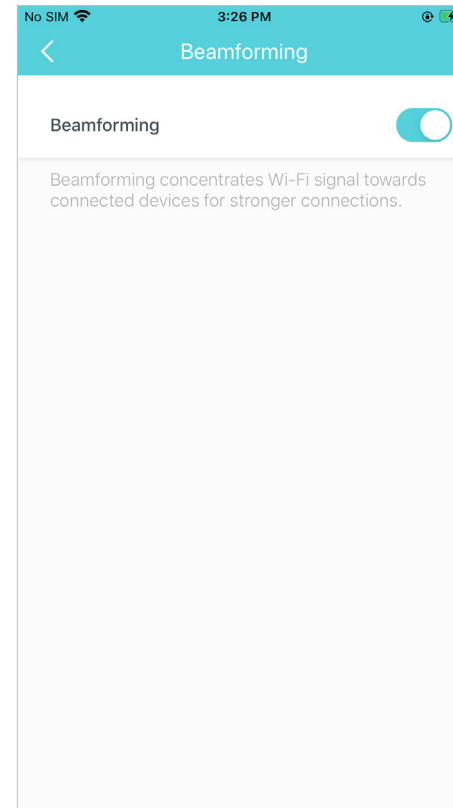 No SIM 3:26 PM
Beamforming
Beamforming
Beamforming concentrates Wi-Fi signal towards
connected devices for stronger connections.